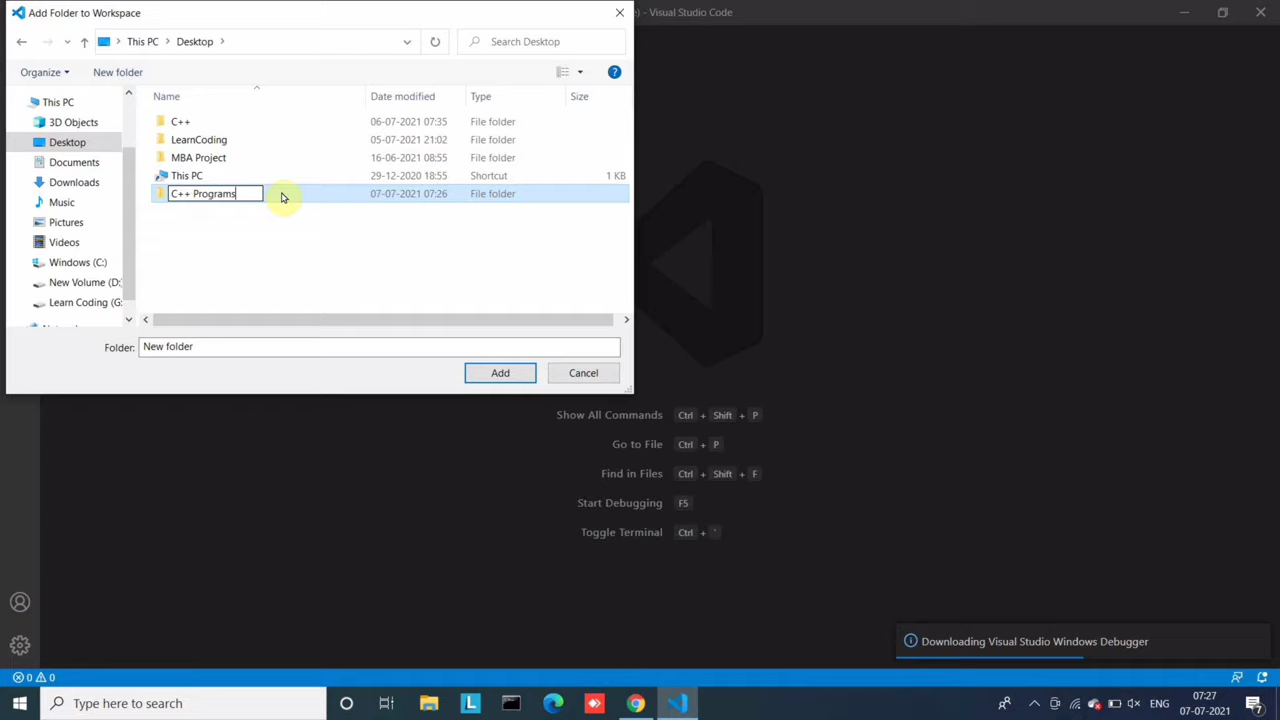 Add Folder to Workspace
:) - Visual Studio Code
This PC Desktop
Search Desktop
Organize New folder
Name Date modified Type Size
This PC
3D Objects
Desktop
Documents
Downloads
Music
Pictures
Videos
Windows (C:)
New Volume (D:
Learn Coding (G:
C++ 06-07-2021 07:35 File folder
LearnCoding 05-07-2021 21:02 File folder
MBA Project 16-06-2021 08:55 File folder
This PC 29-12-2020 18:55 Shortcut 1 KB
C++ Programs 07-07-2021 07:26 File folder
Folder: New folder
Add Cancel
Show All Commands Ctrl + Shift + P
Go to File Ctrl + P
Find in Files Ctrl + Shift + F
Start Debugging F5
Toggle Terminal Ctrl + `
Downloading Visual Studio Windows Debugger
0 0
Type here to search
L
ENG
07:27
07-07-2021
7